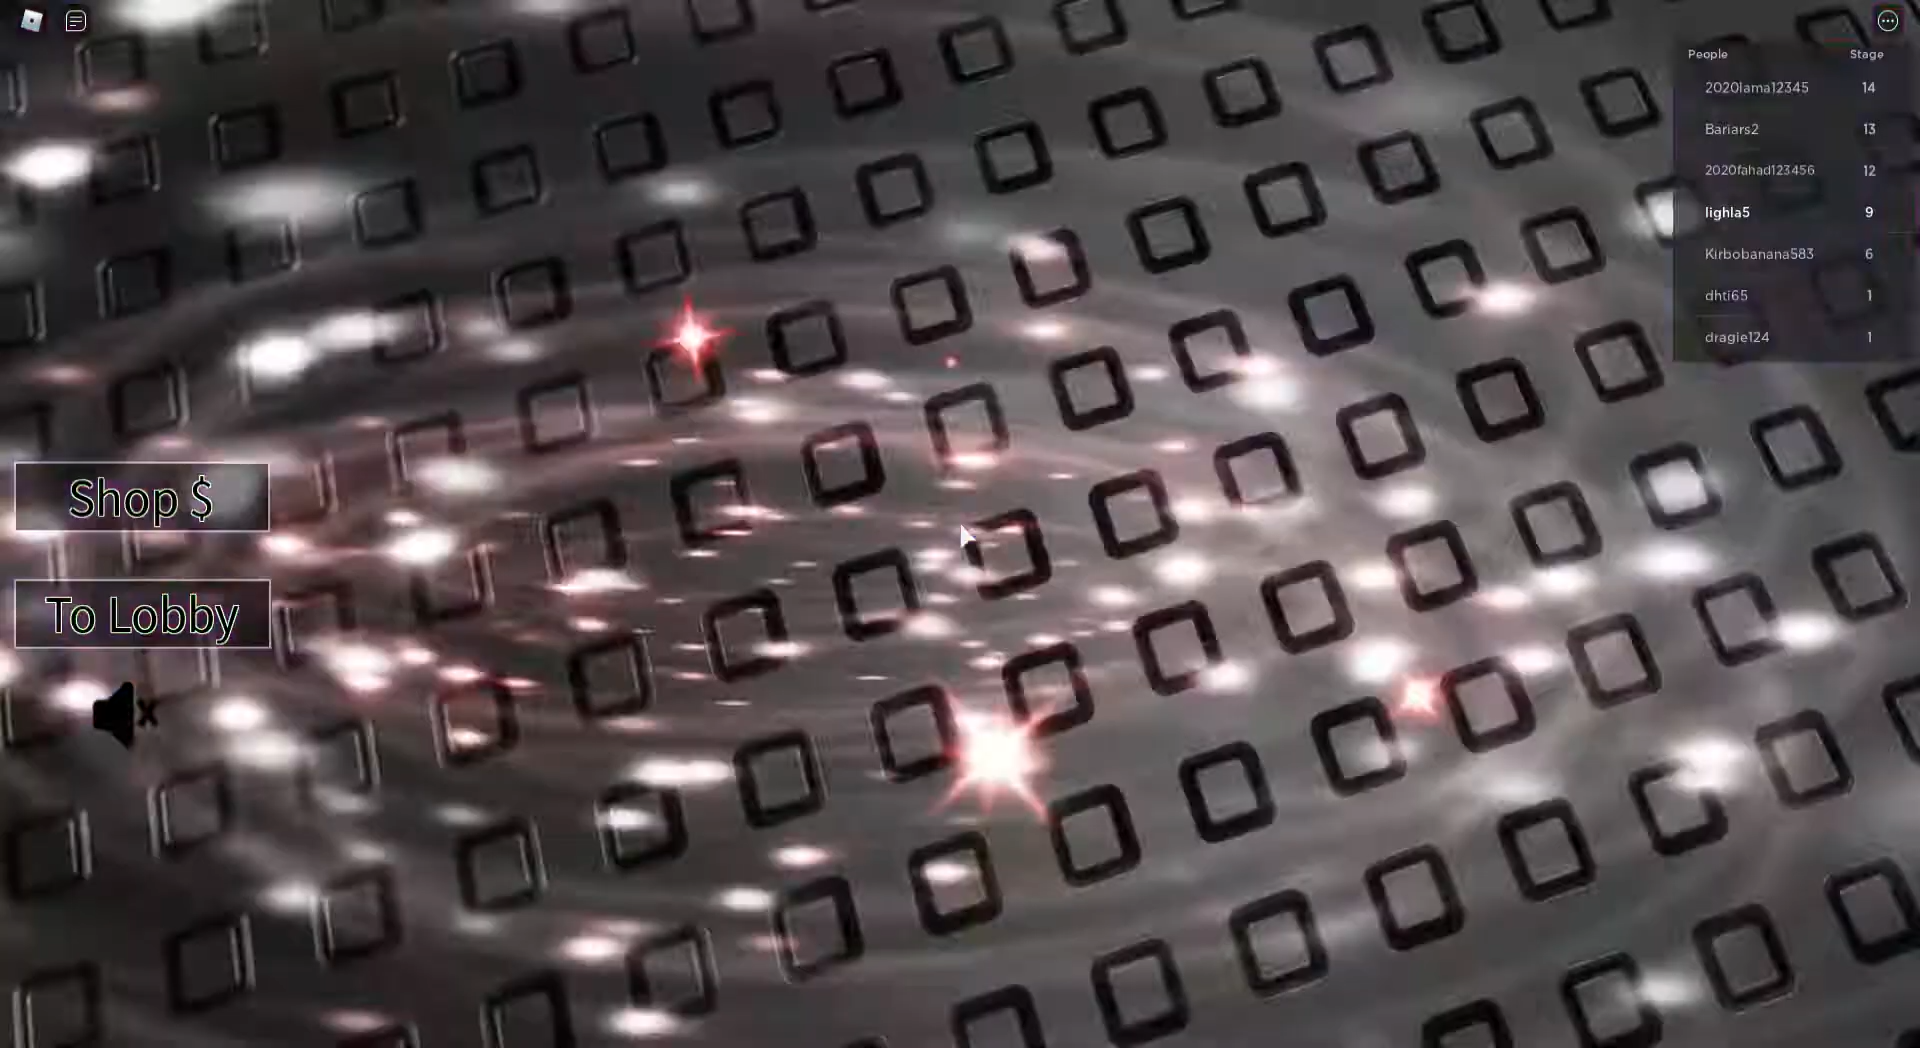 People Stage
2020lama12345 14
Bariars2 13
2020fahad123456 12
lighla5 9
Kirbobanana583 6
dhti65 1
dragie124 1
Shop $
To Lobby